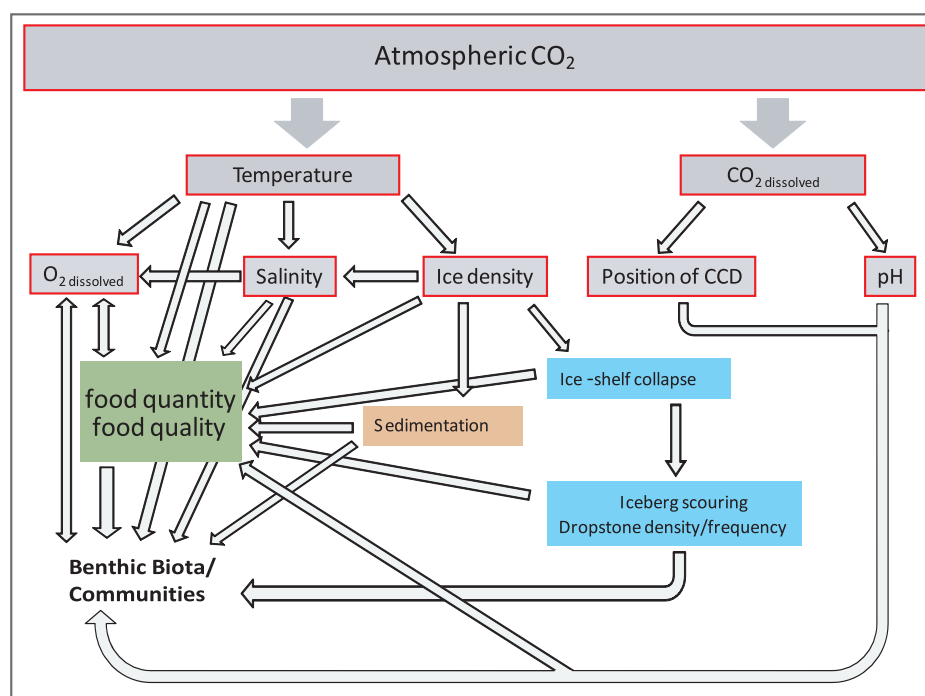 Atmospheric CO₂
Temperature
CO₂ dissolved
O₂ dissolved
Salinity
Ice density
Position of CCD
pH
Ice -shelf collapse
food quantity
food quality
Sedimentation
Iceberg scouring
Dropstone density/frequency
Benthic Biota/
Communities